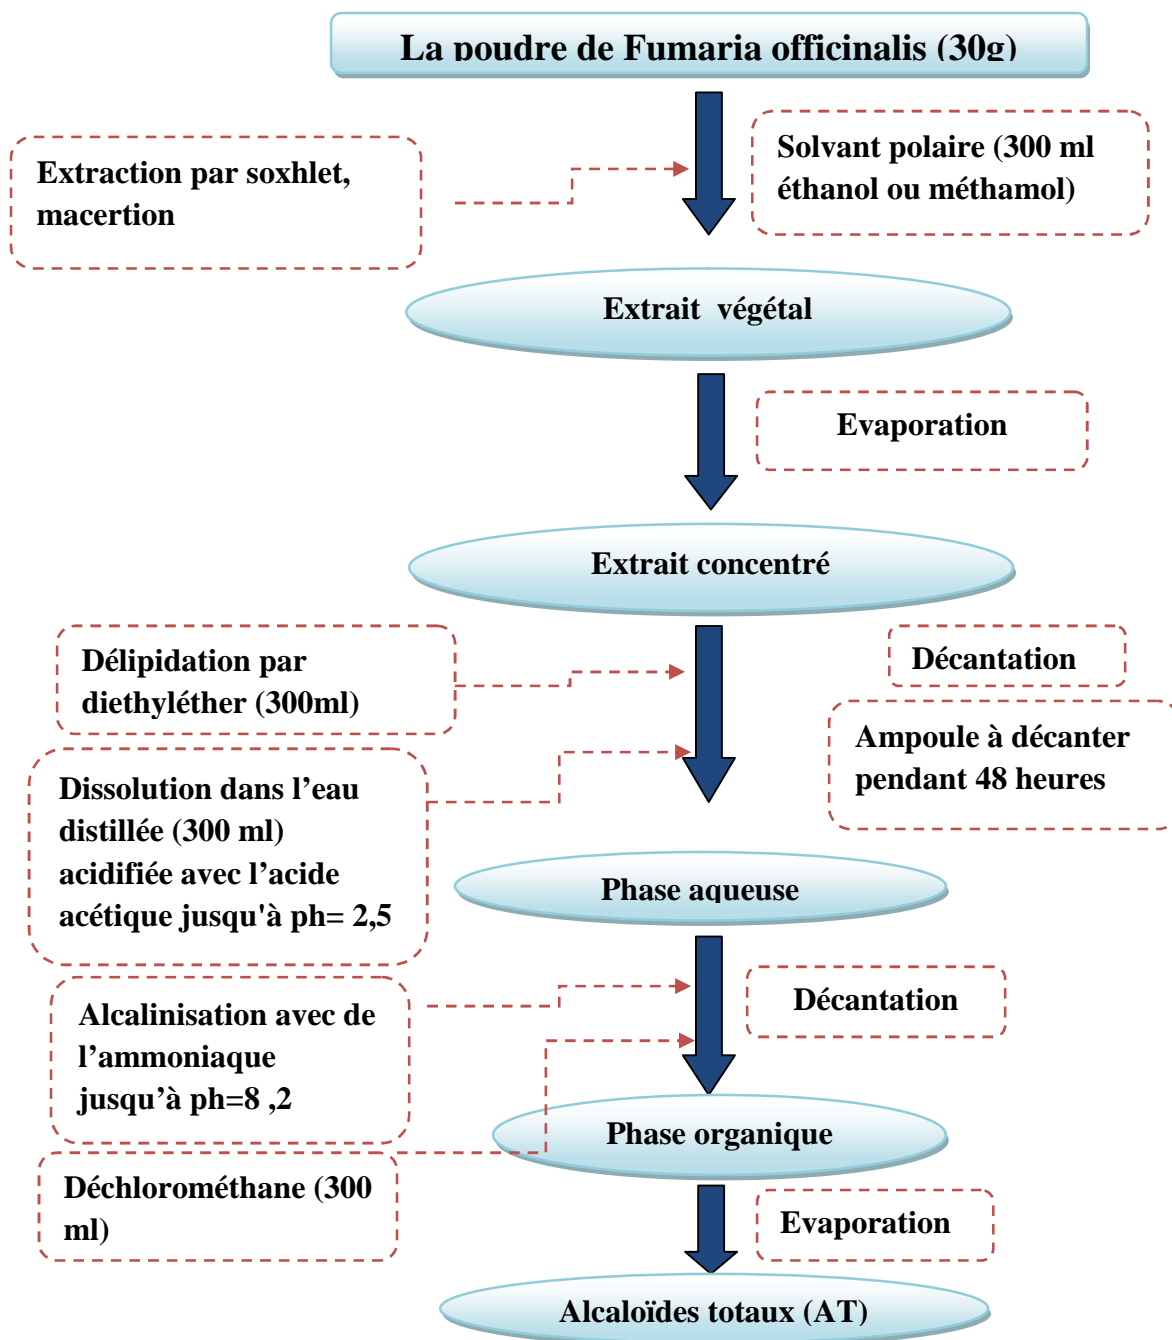 La poudre de Fumaria officinalis (30g)
Extraction par soxhlet,
macertion
Solvant polaire (300 ml
éthanol ou méthamol)
Extrait végétal
Evaporation
Extrait concentré
Délipidation par
diethyléther (300ml)
Décantation
Ampoule à décanter
pendant 48 heures
Dissolution dans l’eau
distillée (300 ml)
acidifiée avec l’acide
acétique jusqu'à ph= 2,5
Phase aqueuse
Alcalinisation avec de
l’ammoniaque
jusqu’à ph=8 ,2
Décantation
Phase organique
Déchlorométhane (300
ml)
Evaporation
Alcaloïdes totaux (AT)